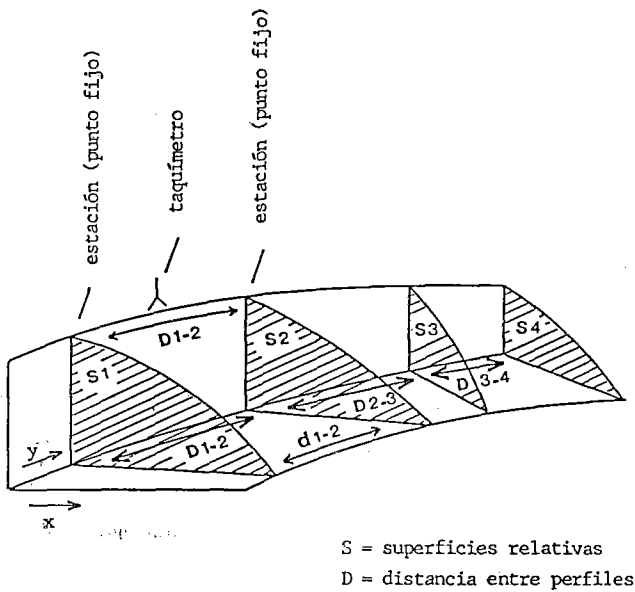 estación (punto fijo)
taquímetro
estación (punto fijo)
D1-2
S1
S2
S3
S4
D 3-4
D2-3
D1-2
d1-2
y
x
S = superficies relativas
D = distancia entre perfiles